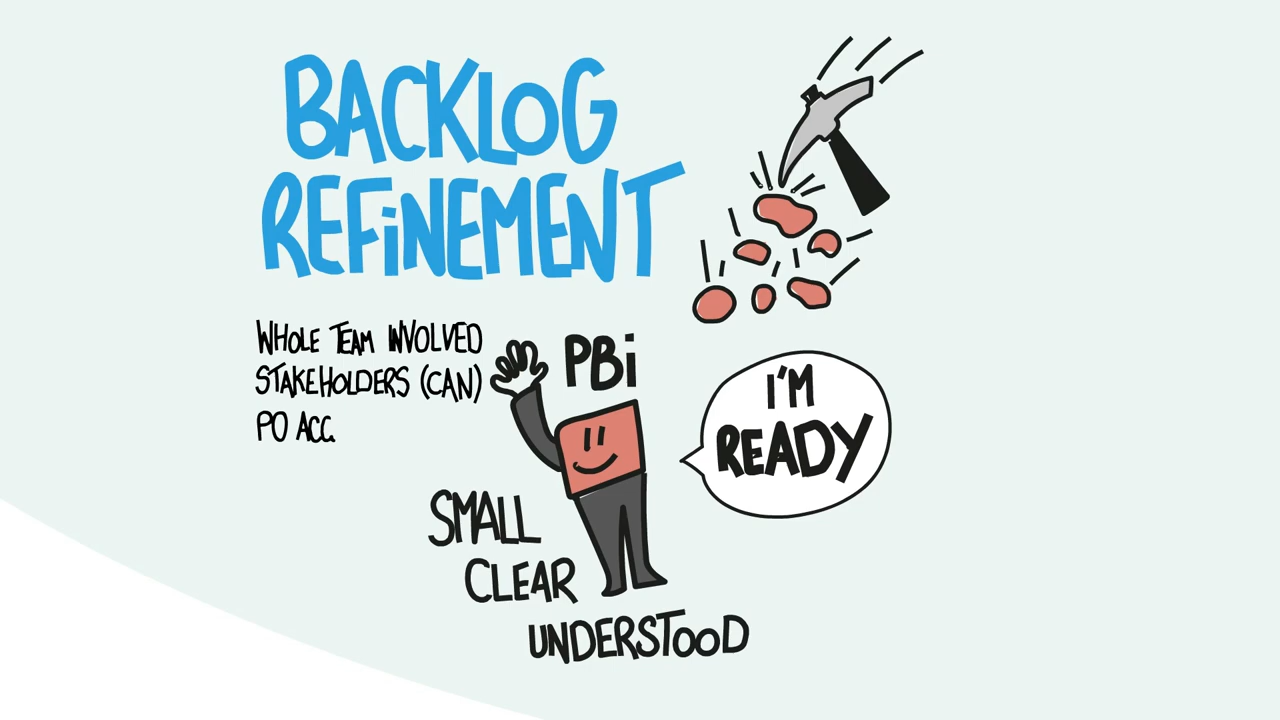 BACKLOG
REFiNEMENT
WHOLE TEAM INVOLVED
STAKEHOLDERS (CAN)
PO ACC.
PBi
I'M
READY
SMALL
CLEAR
UNDERSTOOD